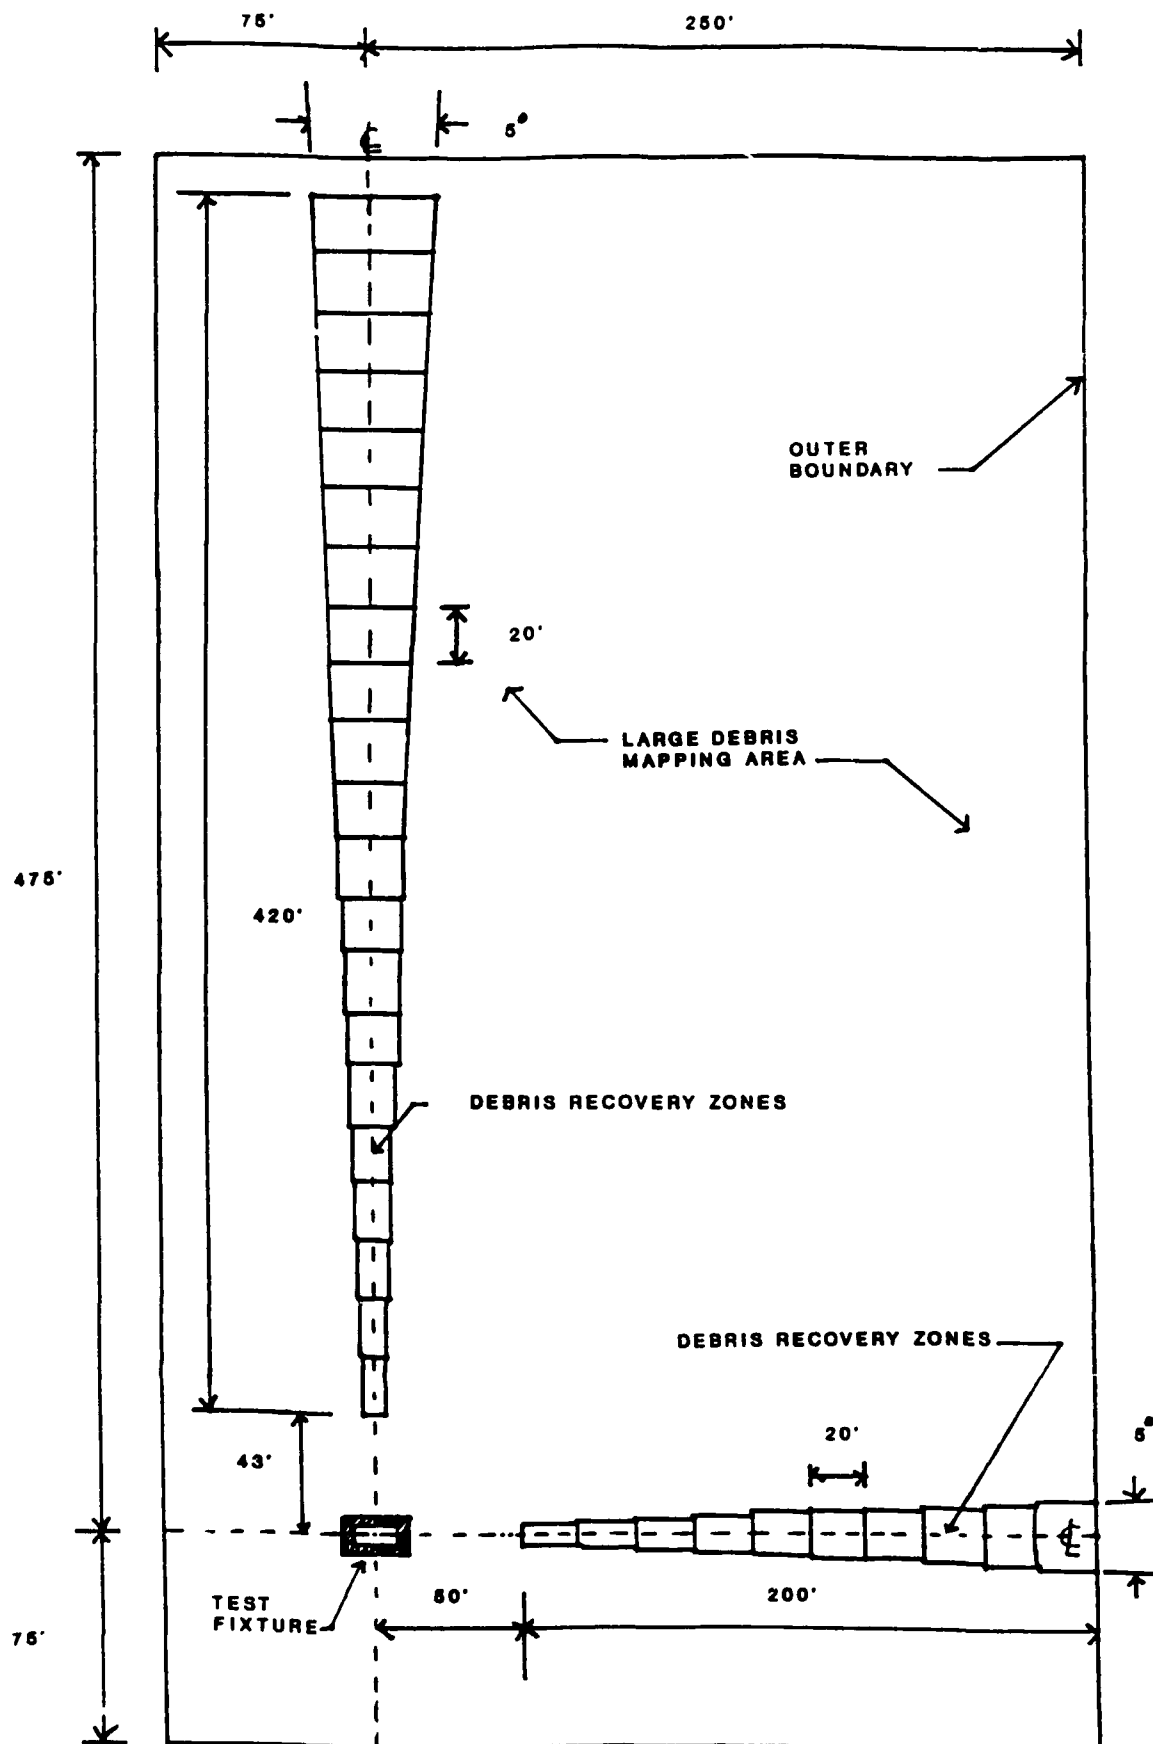 75'
250'
5°
℄
OUTER
BOUNDARY
20'
LARGE DEBRIS
MAPPING AREA
475'
420'
DEBRIS RECOVERY ZONES
DEBRIS RECOVERY ZONES
20'
5°
43'
℄
TEST
FIXTURE
50'
200'
75'